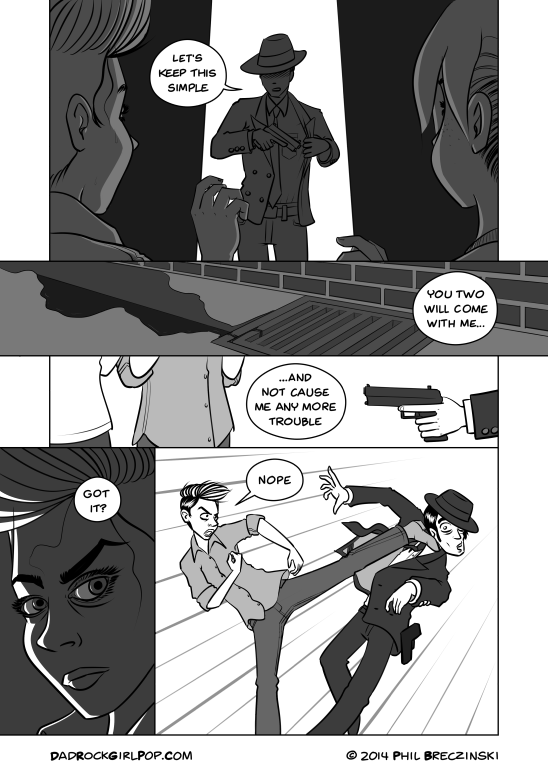 LET'S
KEEP THIS
SIMPLE
YOU TWO
WILL COME
WITH ME...
...AND
NOT CAUSE
ME ANY MORE
TROUBLE
GOT
IT?
NOPE
DADROCKGIRLPOP.COM
© 2014 PHIL BRECZINSKI